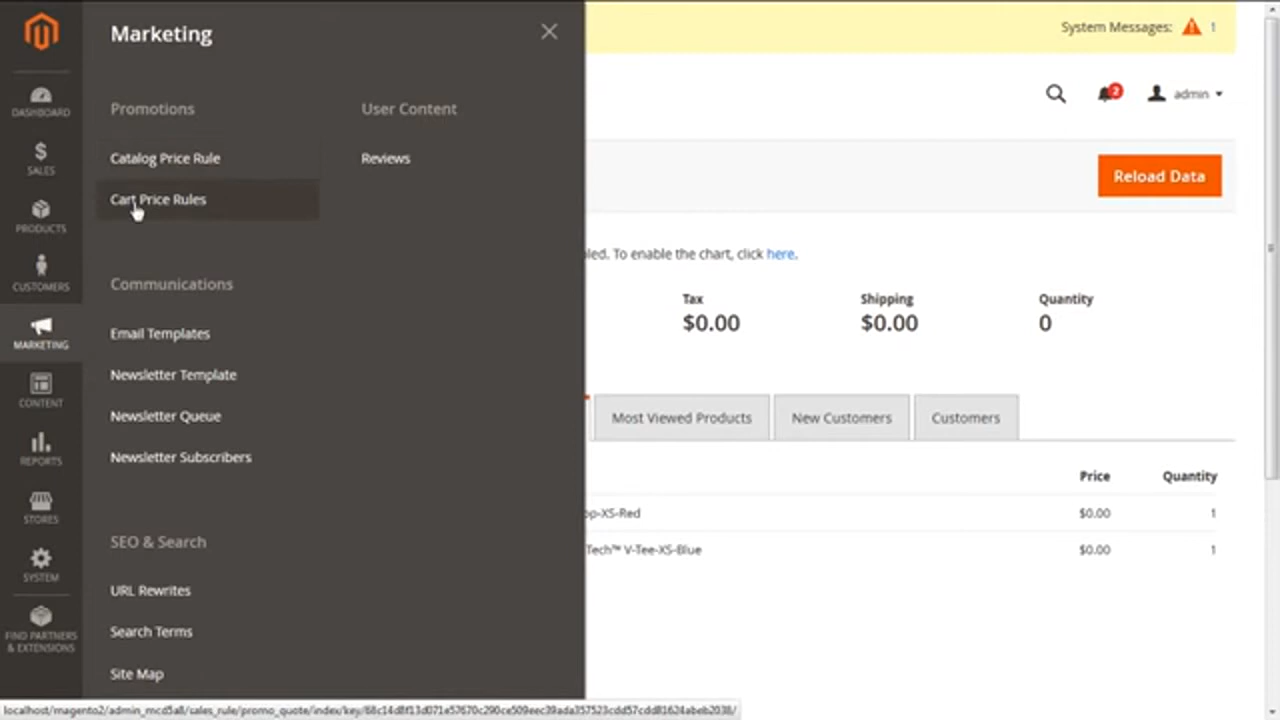 Marketing
System Messages: 1
2
admin
DASHBOARD
SALES
PRODUCTS
CUSTOMERS
MARKETING
CONTENT
REPORTS
STORES
SYSTEM
FIND PARTNERS
& EXTENSIONS
Promotions
Catalog Price Rule
Cart Price Rules
Communications
Email Templates
Newsletter Template
Newsletter Queue
Newsletter Subscribers
SEO & Search
URL Rewrites
Search Terms
Site Map
User Content
Reviews
Reload Data
led. To enable the chart, click here.
Tax Shipping Quantity
$0.00 $0.00 0
Most Viewed Products New Customers Customers
Price Quantity
op-XS-Red $0.00 1
Tech™ V-Tee-XS-Blue $0.00 1